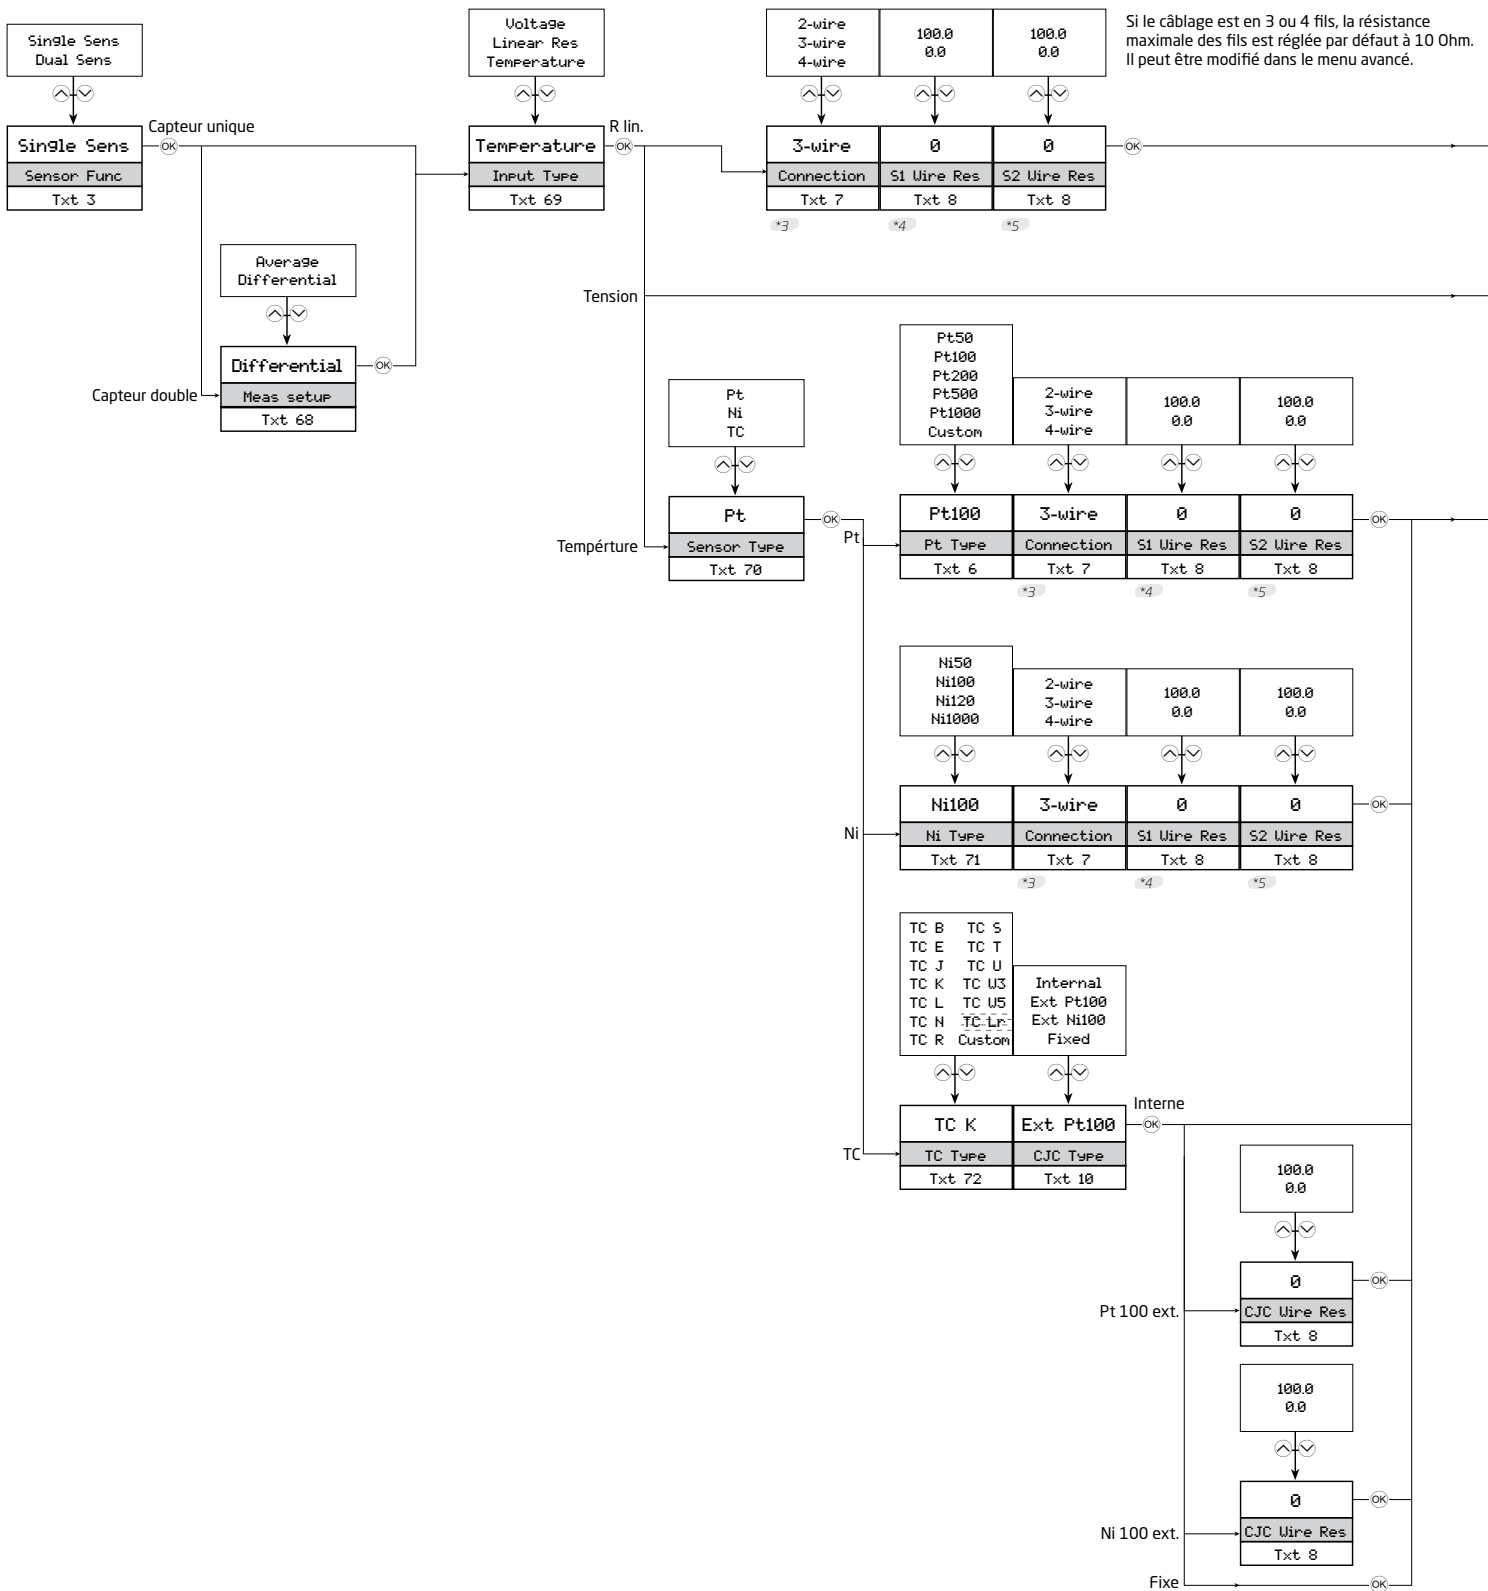 Single Sens
Dual Sens
Single Sens
Sensor Func
Txt 3
Capteur unique
OK
Average
Differential
Differential
Meas setup
Txt 68
Capteur double
OK
Voltage
Linear Res
Temperature
Temperature
Input Type
Txt 69
R lin.
OK
2-wire
3-wire
4-wire
3-wire
Connection
Txt 7
*3
100.0
0.0
0
S1 Wire Res
Txt 8
*4
100.0
0.0
0
S2 Wire Res
Txt 8
*5
OK
Si le câblage est en 3 ou 4 fils, la résistance
maximale des fils est réglée par défaut à 10 Ohm.
Il peut être modifié dans le menu avancé.
Tension
Tempérture
Pt
Ni
TC
Pt
Sensor Type
Txt 70
OK
Pt
Pt50
Pt100
Pt200
Pt500
Pt1000
Custom
Pt100
Pt Type
Txt 6
2-wire
3-wire
4-wire
3-wire
Connection
Txt 7
*3
100.0
0.0
0
S1 Wire Res
Txt 8
*4
100.0
0.0
0
S2 Wire Res
Txt 8
*5
OK
Ni
Ni50
Ni100
Ni120
Ni1000
Ni100
Ni Type
Txt 71
2-wire
3-wire
4-wire
3-wire
Connection
Txt 7
*3
100.0
0.0
0
S1 Wire Res
Txt 8
*4
100.0
0.0
0
S2 Wire Res
Txt 8
*5
OK
TC
TC B TC S
TC E TC T
TC J TC U
TC K TC W3
TC L TC W5
TC N TC Lr
TC R Custom
TC K
TC Type
Txt 72
Internal
Ext Pt100
Ext Ni100
Fixed
Ext Pt100
CJC Type
Txt 10
Interne
OK
Pt 100 ext.
100.0
0.0
0
CJC Wire Res
Txt 8
OK
Ni 100 ext.
100.0
0.0
0
CJC Wire Res
Txt 8
OK
Fixe
OK